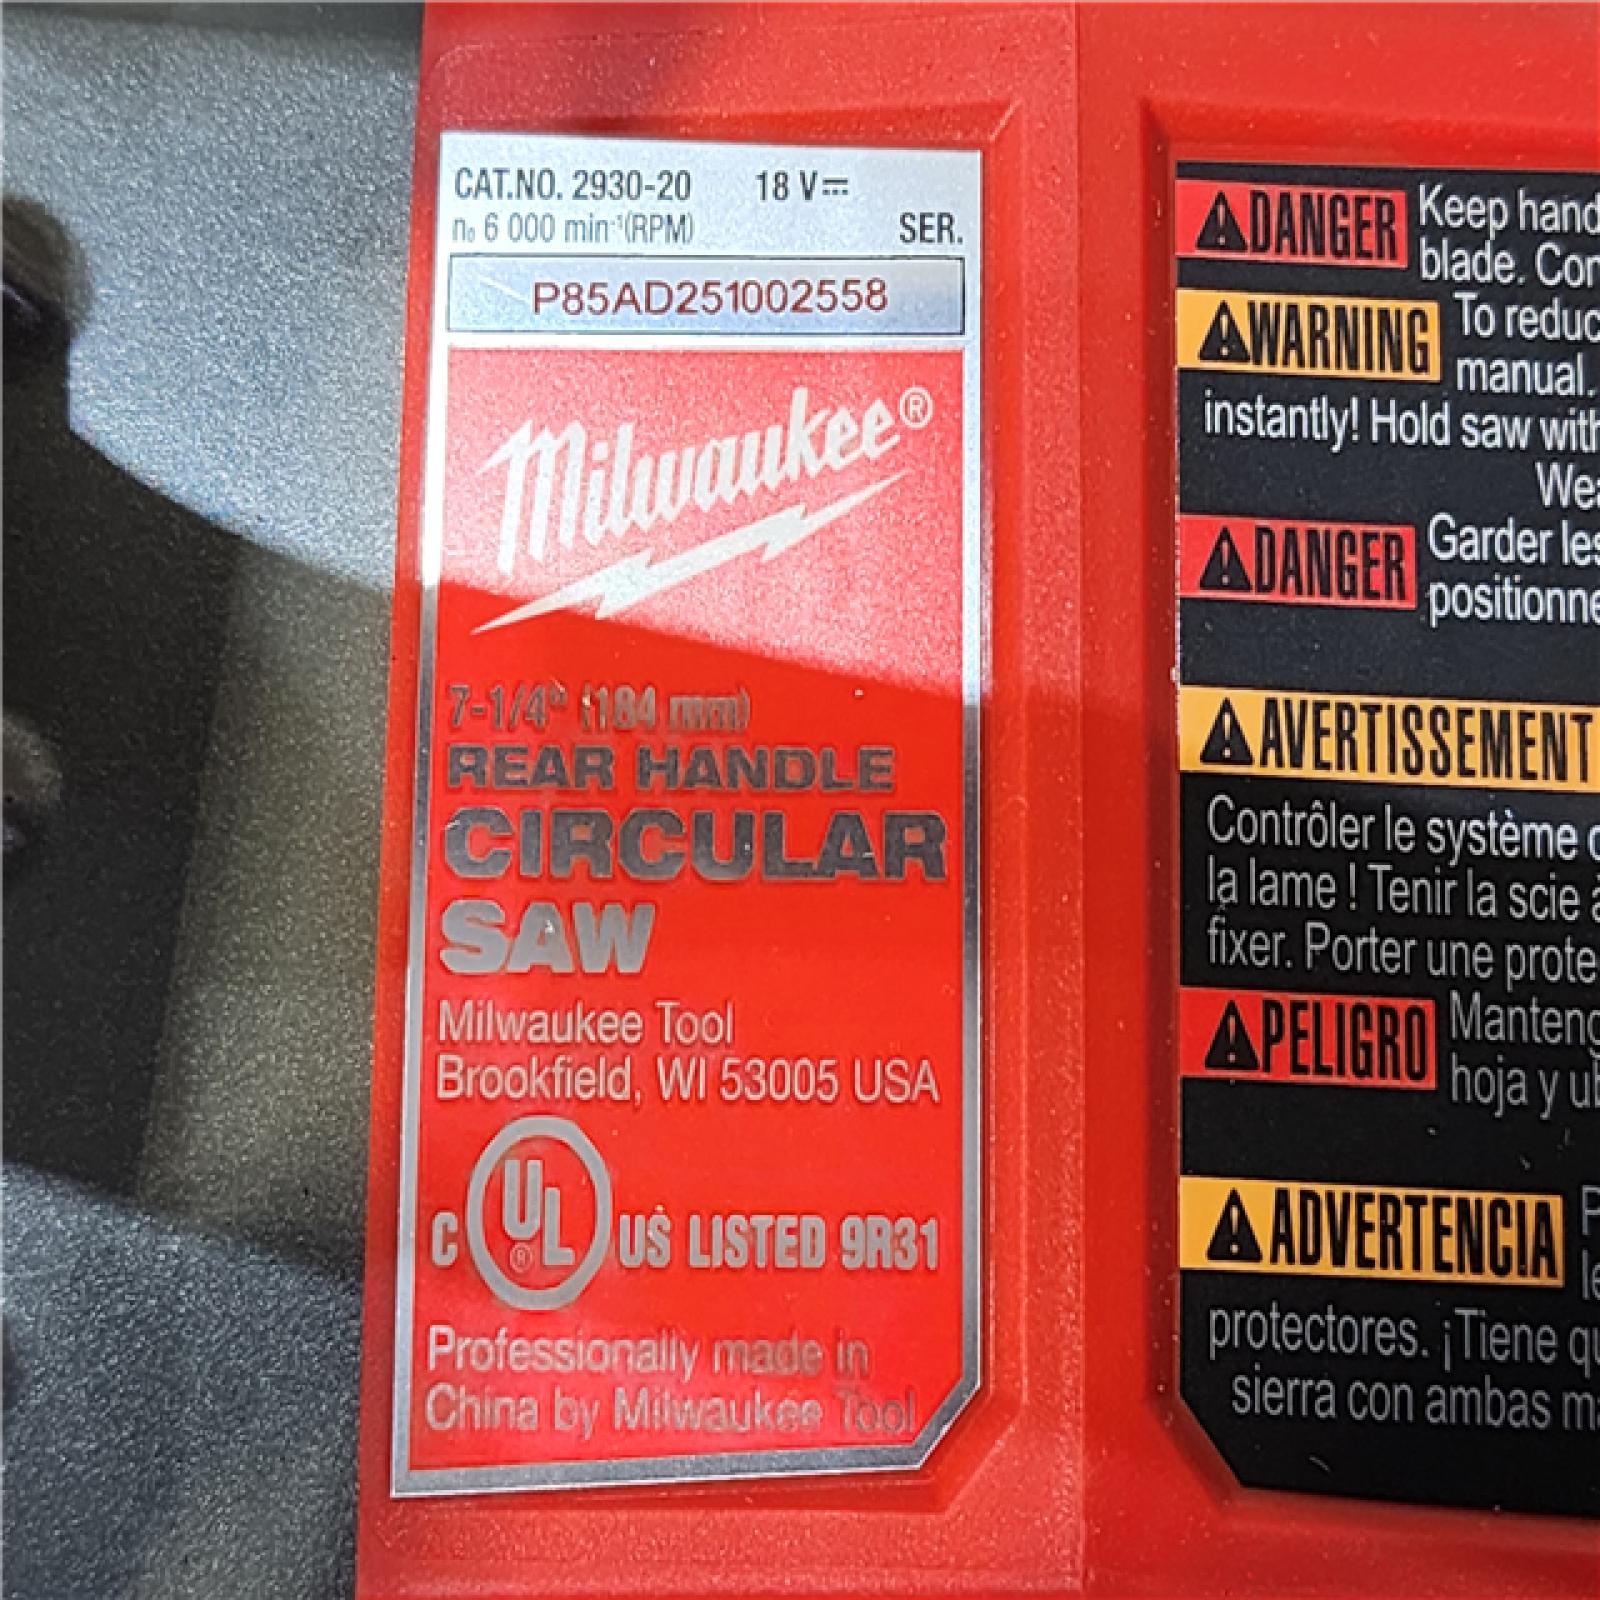 CAT.NO. 2930-20 18 V⎓
n₀ 6 000 min⁻¹(RPM) SER.
P85AD251002558
Milwaukee®
7-1/4" (184 mm)
REAR HANDLE
CIRCULAR
SAW
Milwaukee Tool
Brookfield, WI 53005 USA
C UL® US LISTED 9R31
Professionally made in
China by Milwaukee Tool
⚠DANGER Keep hand
blade. Con
⚠WARNING To reduc
manual.
instantly! Hold saw with
Wea
⚠DANGER Garder les
positionne
⚠AVERTISSEMENT
Contrôler le système
la lame ! Tenir la scie à
fixer. Porter une prote
⚠PELIGRO Manteng
hoja y ub
⚠ADVERTENCIA
protectores. ¡Tiene qu
sierra con ambas ma